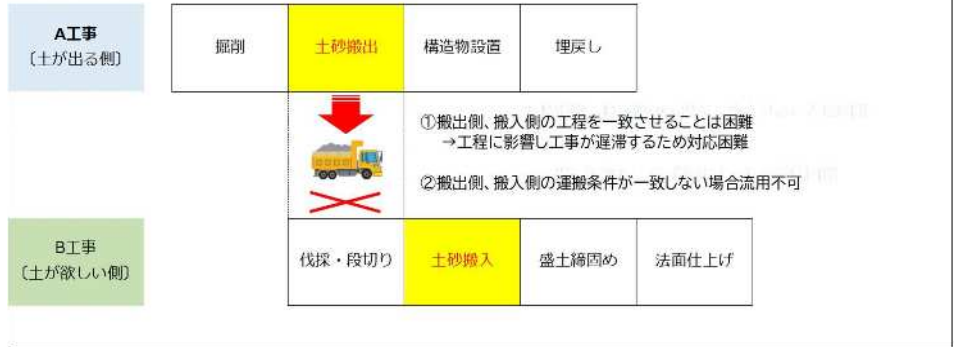 A工事
〔土が出る側〕
掘削
土砂搬出
構造物設置
埋戻し
①搬出側、搬入側の工程を一致させることは困難
→工程に影響し工事が遅滞するため対応困難
②搬出側、搬入側の運搬条件が一致しない場合流用不可
B工事
〔土が欲しい側〕
伐採・段切り
土砂搬入
盛土締固め
法面仕上げ